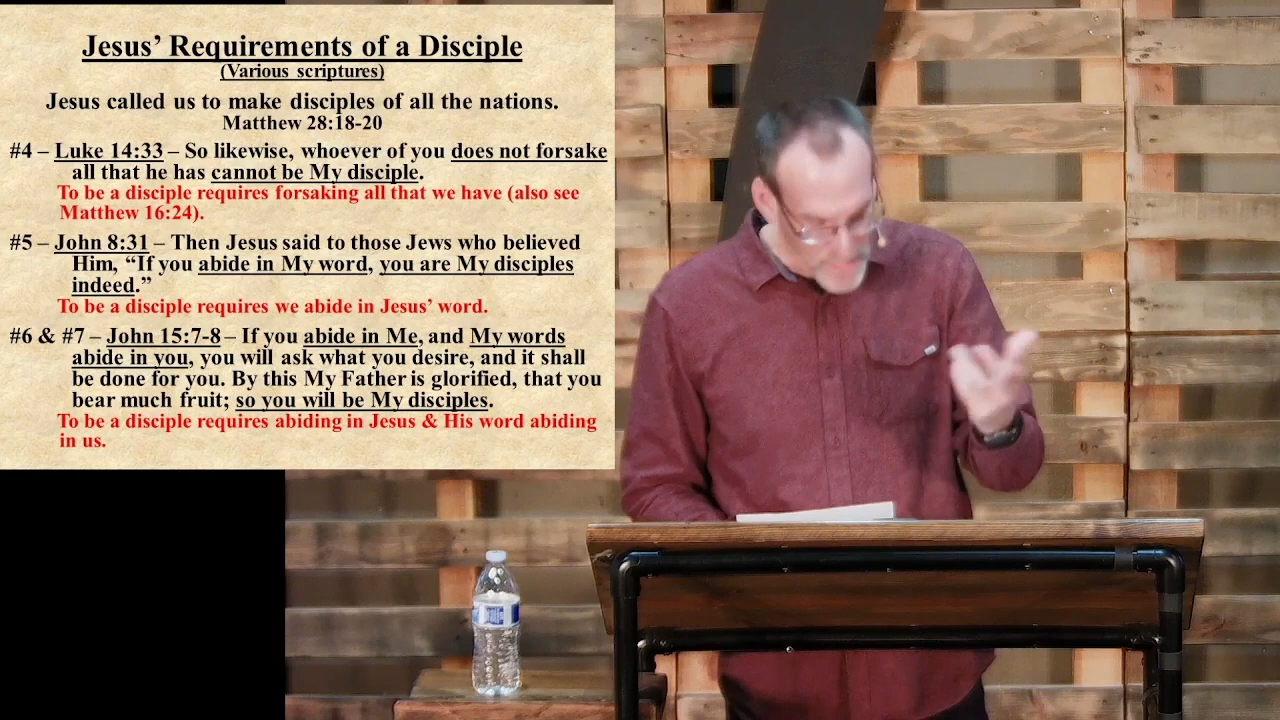 Jesus' Requirements of a Disciple
(Various scriptures)
Jesus called us to make disciples of all the nations.
Matthew 28:18-20
#4 – Luke 14:33 – So likewise, whoever of you does not forsake
all that he has cannot be My disciple.
To be a disciple requires forsaking all that we have (also see
Matthew 16:24).
#5 – John 8:31 – Then Jesus said to those Jews who believed
Him, “If you abide in My word, you are My disciples
indeed.”
To be a disciple requires we abide in Jesus’ word.
#6 & #7 – John 15:7-8 – If you abide in Me, and My words
abide in you, you will ask what you desire, and it shall
be done for you. By this My Father is glorified, that you
bear much fruit; so you will be My disciples.
To be a disciple requires abiding in Jesus & His word abiding
in us.